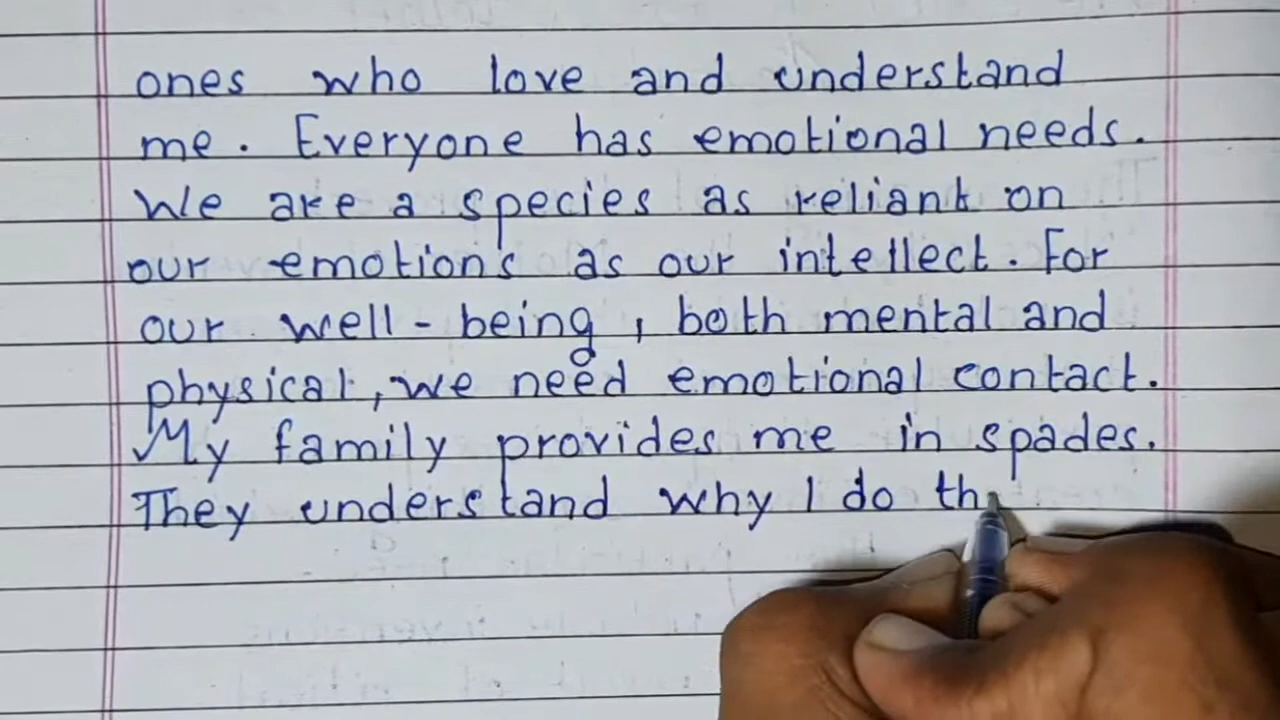 ones who love and understand
me. Everyone has emotional needs.
We are a species as reliant on
our emotions as our intellect. For
our well-being, both mental and
physical, we need emotional contact.
My family provides me in spades.
They understand why I do th